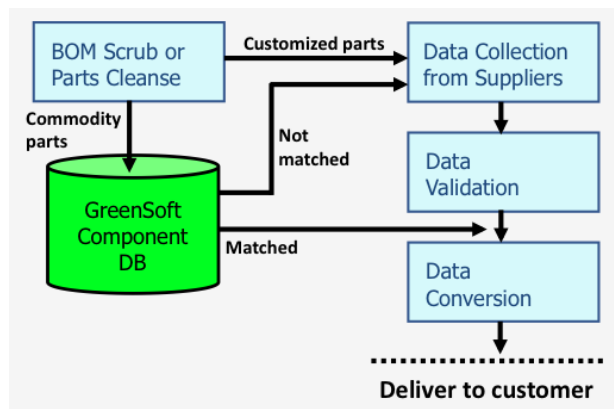 BOM Scrub or
Parts Cleanse
Customized parts
Data Collection
from Suppliers
Commodity
parts
Not
matched
Data
Validation
GreenSoft
Component
DB
Matched
Data
Conversion
Deliver to customer